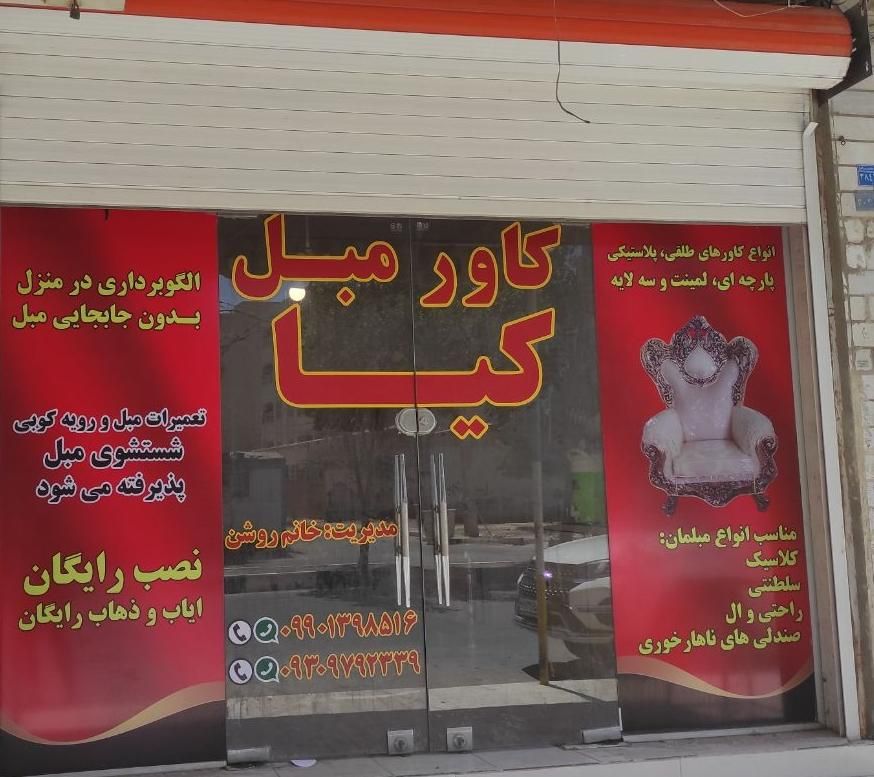 کاور مبل
کیا
انواع کاورهای طلقی، پلاستیکی
پارچه ای، لمینت و سه لایه
مناسب انواع مبلمان:
کلاسیک
سلطنتی
راحتی و ال
صندلی های ناهارخوری
مدیریت: خانم روشن
۰۹۹۰۱۳۹۸۵۱۶
۰۹۳۰۹۷۹۲۳۳۹
الگوبرداری در منزل
بدون جابجایی مبل
تعمیرات مبل و رویه کوبی
شستشوی مبل
پذیرفته می شود
نصب رایگان
ایاب و ذهاب رایگان